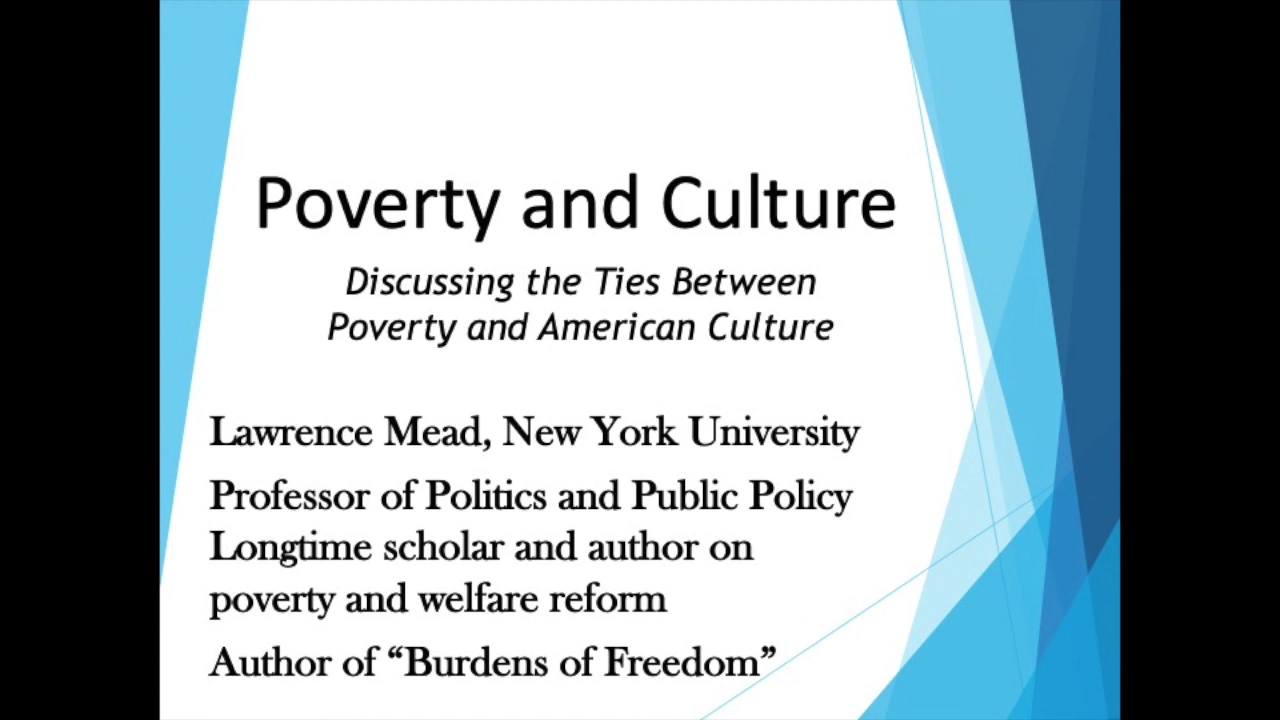 Poverty and Culture
Discussing the Ties Between
Poverty and American Culture
Lawrence Mead, New York University
Professor of Politics and Public Policy
Longtime scholar and author on
poverty and welfare reform
Author of “Burdens of Freedom”